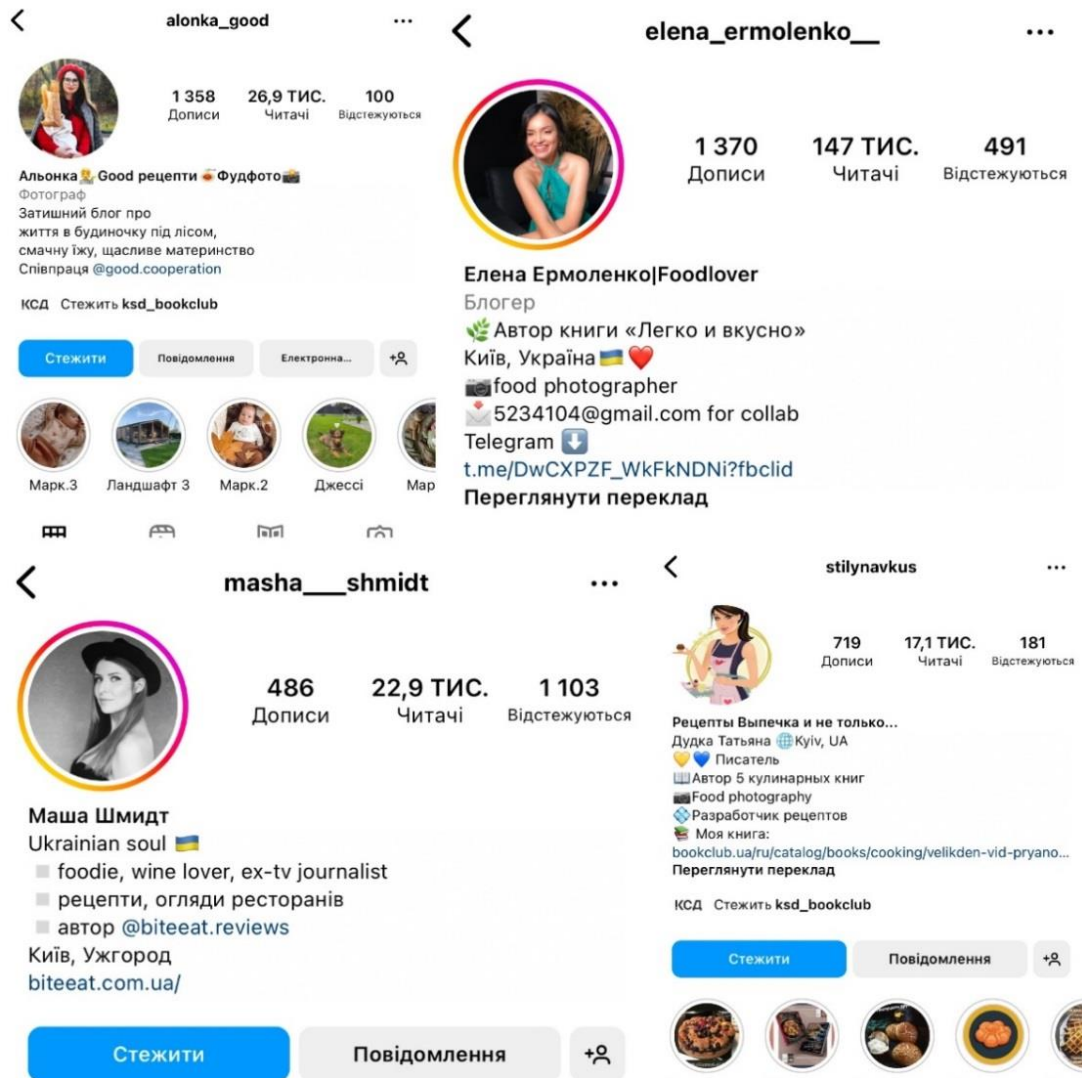 alonka_good
1 358 26,9 ТИС. 100
Дописи Читачі Відстежуються
Альонка👩‍🍳Good рецепти🍲Фудфото📸
Фотограф
Затишний блог про
життя в будиночку під лісом,
смачну їжу, щасливе материнство
Співпраця @good.cooperation
КСД Стежить ksd_bookclub
Стежити Повідомлення Електронна...
Марк.3 Ландшафт 3 Марк.2 Джессі Мар
elena_ermolenko__
1 370 147 ТИС. 491
Дописи Читачі Відстежуються
Елена Ермоленко|Foodlover
Блогер
🌿Автор книги «Легко и вкусно»
Київ, Україна🇺🇦❤️
📷food photographer
📩5234104@gmail.com for collab
Telegram ⬇️
t.me/DwCXPZF_WkFkNDNi?fbclid
Переглянути переклад
masha___shmidt
486 22,9 ТИС. 1 103
Дописи Читачі Відстежуються
Маша Шмидт
Ukrainian soul 🇺🇦
◽ foodie, wine lover, ex-tv journalist
◽ рецепти, огляди ресторанів
◽ автор @biteeat.reviews
Київ, Ужгород
biteeat.com.ua/
Стежити Повідомлення
stilynavkus
719 17,1 ТИС. 181
Дописи Читачі Відстежуються
Рецепты Выпечка и не только...
Дудка Татьяна 🌐Kyiv, UA
💛💙 Писатель
📖Автор 5 кулинарных книг
📷Food photography
💠Разработчик рецептов
📚 Моя книга:
bookclub.ua/ru/catalog/books/cooking/velikden-vid-pryano...
Переглянути переклад
КСД Стежить ksd_bookclub
Стежити Повідомлення